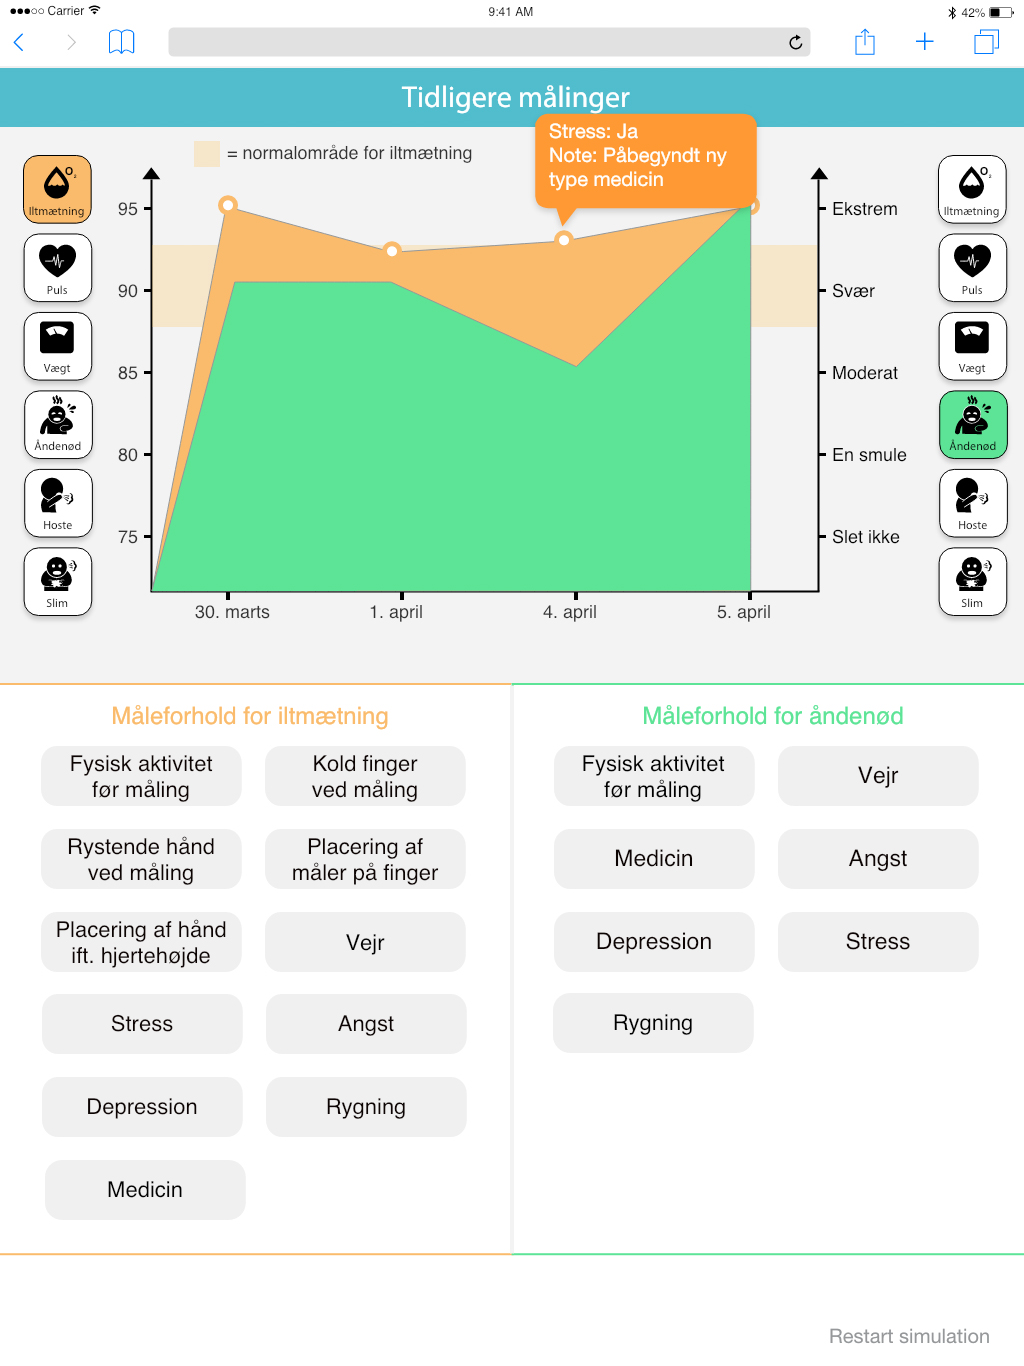 Carrier
9:41 AM
42%
Tidligere målinger
= normalområde for iltmætning
Stress: Ja
Note: Påbegyndt ny
type medicin
O₂
Iltmætning
Puls
Vægt
Åndenød
Hoste
Slim
95
90
85
80
75
Ekstrem
Svær
Moderat
En smule
Slet ikke
30. marts
1. april
4. april
5. april
O₂
Iltmætning
Puls
Vægt
Åndenød
Hoste
Slim
Måleforhold for iltmætning
Fysisk aktivitet
før måling
Kold finger
ved måling
Rystende hånd
ved måling
Placering af
måler på finger
Placering af hånd
ift. hjertehøjde
Vejr
Stress
Angst
Depression
Rygning
Medicin
Måleforhold for åndenød
Fysisk aktivitet
før måling
Vejr
Medicin
Angst
Depression
Stress
Rygning
Restart simulation